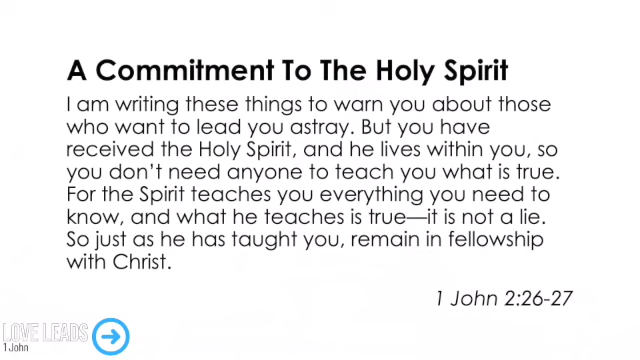 A Commitment To The Holy Spirit
I am writing these things to warn you about those
who want to lead you astray. But you have
received the Holy Spirit, and he lives within you, so
you don't need anyone to teach you what is true.
For the Spirit teaches you everything you need to
know, and what he teaches is true—it is not a lie.
So just as he has taught you, remain in fellowship
with Christ.
1 John 2:26-27
LOVE LEADS
1 John